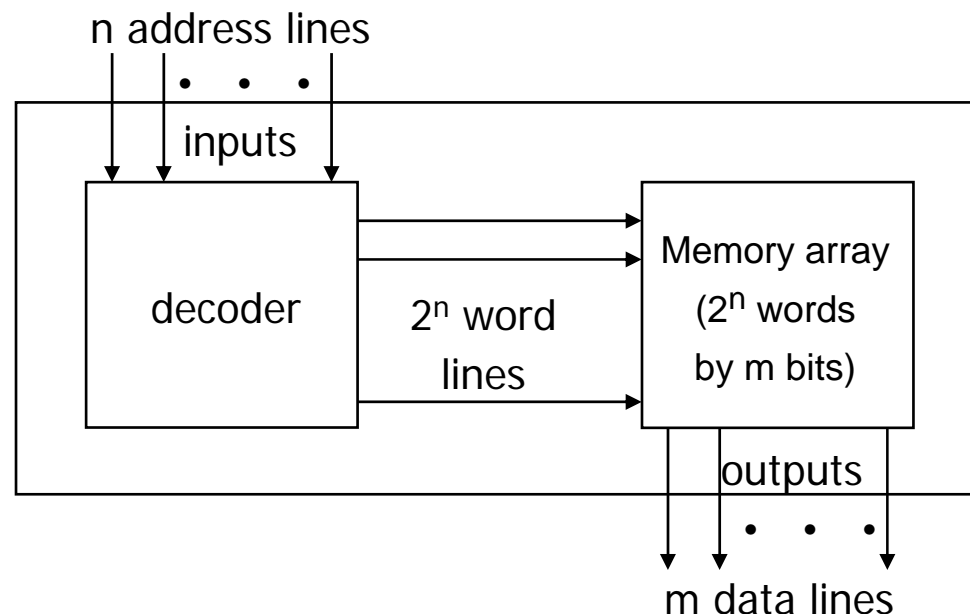 n address lines
inputs
decoder
2ⁿ word
lines
Memory array
(2ⁿ words
by m bits)
outputs
m data lines